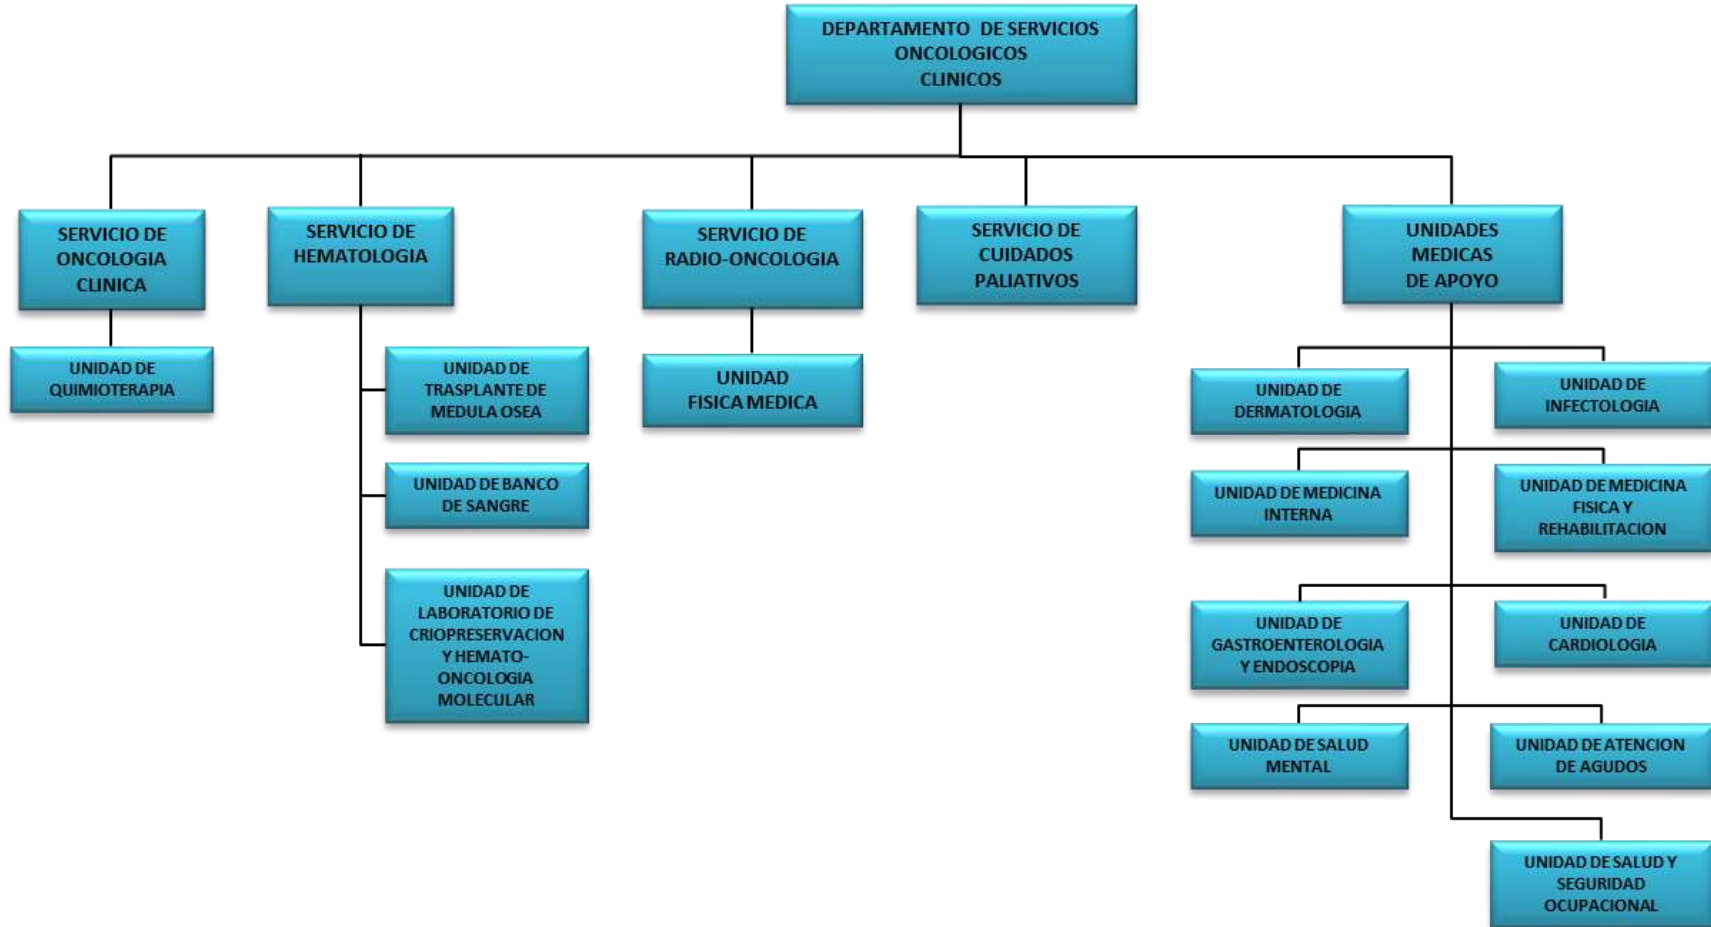 DEPARTAMENTO DE SERVICIOS
ONCOLOGICOS
CLINICOS
SERVICIO DE
ONCOLOGIA
CLINICA
SERVICIO DE
HEMATOLOGIA
SERVICIO DE
RADIO-ONCOLOGIA
SERVICIO DE
CUIDADOS
PALIATIVOS
UNIDADES
MEDICAS
DE APOYO
UNIDAD DE
QUIMIOTERAPIA
UNIDAD DE
TRASPLANTE DE
MEDULA OSEA
UNIDAD DE BANCO
DE SANGRE
UNIDAD DE
LABORATORIO DE
CRIOPRESERVACION
Y HEMATO-
ONCOLOGIA
MOLECULAR
UNIDAD
FISICA MEDICA
UNIDAD DE
DERMATOLOGIA
UNIDAD DE
INFECTOLOGIA
UNIDAD DE MEDICINA
INTERNA
UNIDAD DE MEDICINA
FISICA Y
REHABILITACION
UNIDAD DE
GASTROENTEROLOGIA
Y ENDOSCOPIA
UNIDAD DE
CARDIOLOGIA
UNIDAD DE SALUD
MENTAL
UNIDAD DE ATENCION
DE AGUDOS
UNIDAD DE SALUD Y
SEGURIDAD
OCUPACIONAL